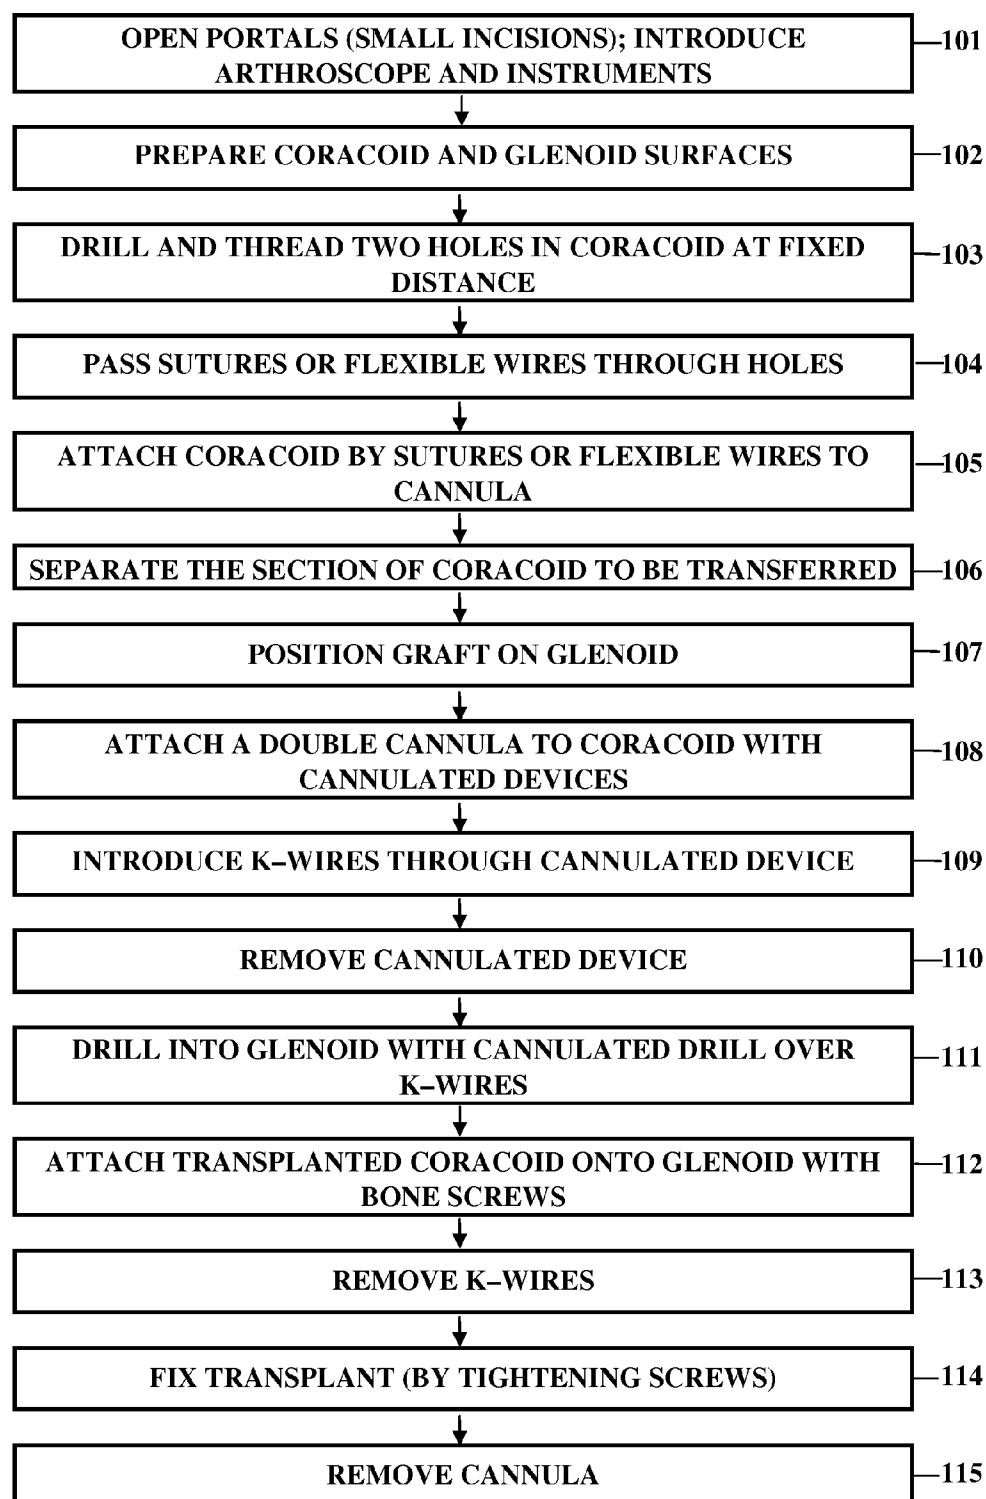 OPEN PORTALS (SMALL INCISIONS); INTRODUCE
ARTHROSCOPE AND INSTRUMENTS
101
PREPARE CORACOID AND GLENOID SURFACES
102
DRILL AND THREAD TWO HOLES IN CORACOID AT FIXED
DISTANCE
103
PASS SUTURES OR FLEXIBLE WIRES THROUGH HOLES
104
ATTACH CORACOID BY SUTURES OR FLEXIBLE WIRES TO
CANNULA
105
SEPARATE THE SECTION OF CORACOID TO BE TRANSFERRED
106
POSITION GRAFT ON GLENOID
107
ATTACH A DOUBLE CANNULA TO CORACOID WITH
CANNULATED DEVICES
108
INTRODUCE K-WIRES THROUGH CANNULATED DEVICE
109
REMOVE CANNULATED DEVICE
110
DRILL INTO GLENOID WITH CANNULATED DRILL OVER
K-WIRES
111
ATTACH TRANSPLANTED CORACOID ONTO GLENOID WITH
BONE SCREWS
112
REMOVE K-WIRES
113
FIX TRANSPLANT (BY TIGHTENING SCREWS)
114
REMOVE CANNULA
115